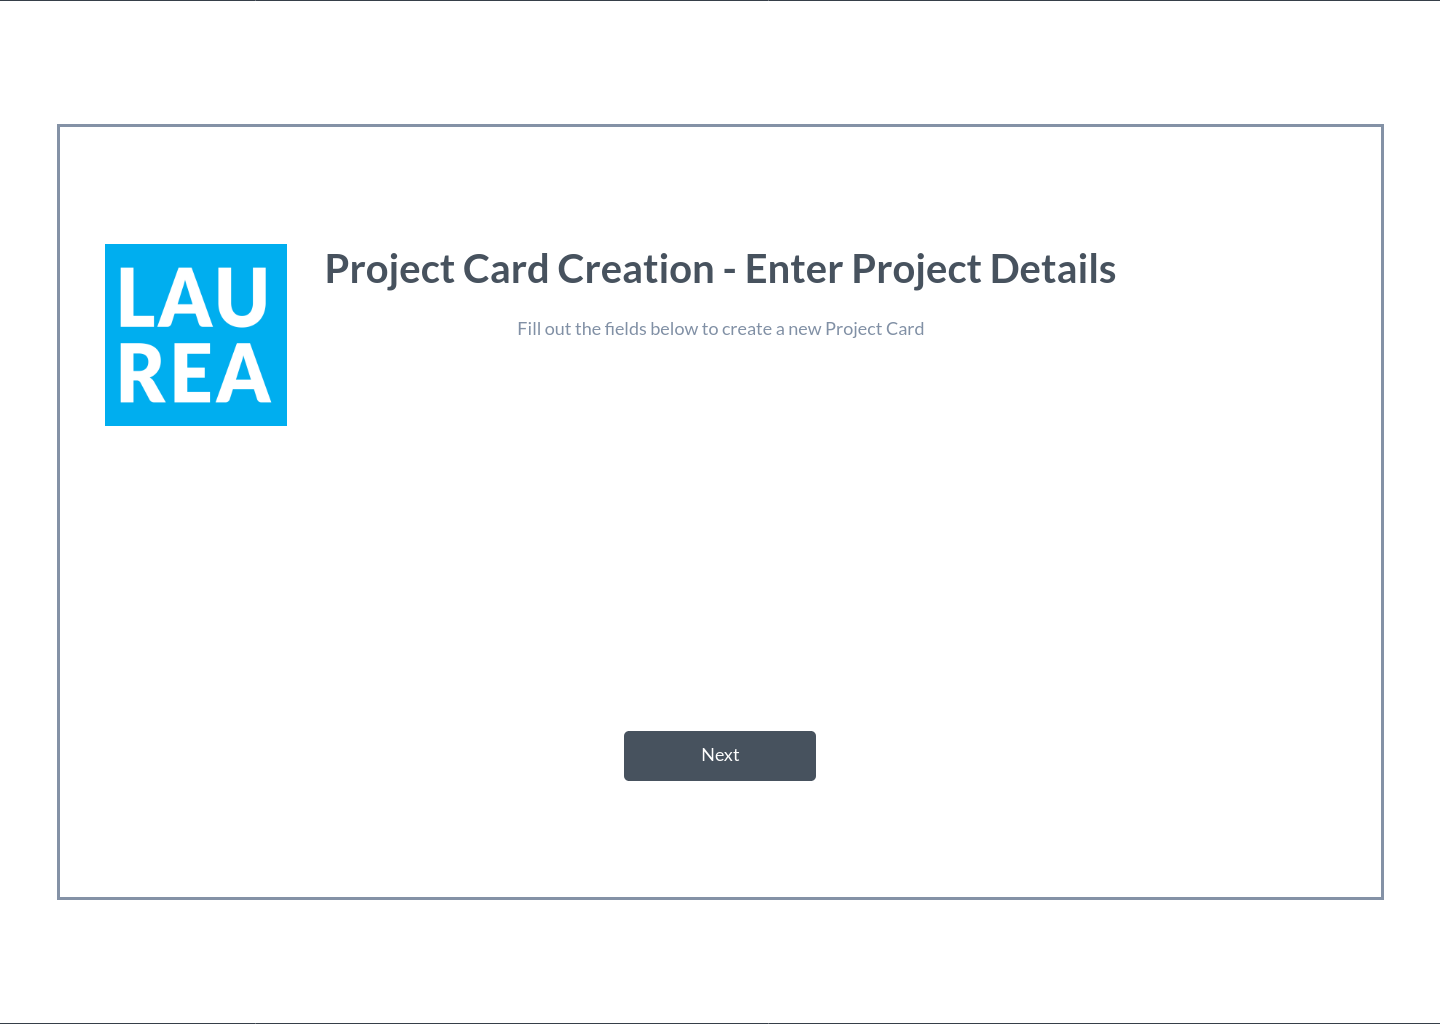 LAU
REA
Project Card Creation - Enter Project Details
Fill out the fields below to create a new Project Card
Next